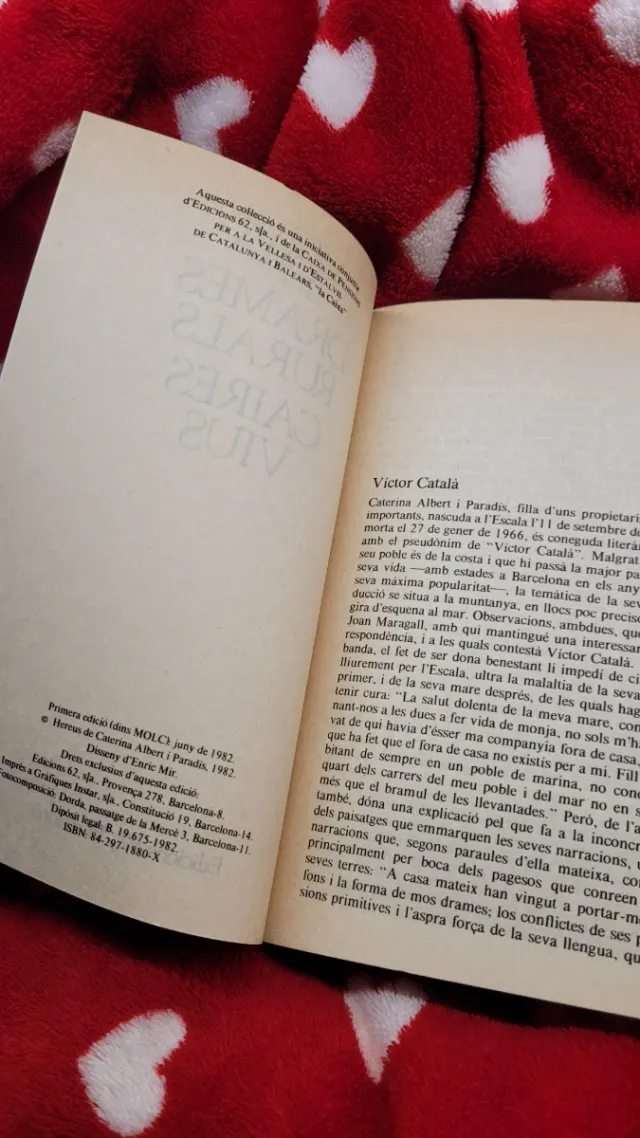 Aquesta col·lecció és una iniciativa conjunta
d'EDICIONS 62, s|a., i de la CAIXA DE PENSIONS
PER A LA VELLESA I D'ESTALVIS
DE CATALUNYA I BALEARS, "la Caixa"
DRAMES
RURALS
CAIRES
VIUS
Primera edició (dins MOLC): juny de 1982.
© Hereus de Caterina Albert i Paradís, 1982.
Disseny d'Enric Mir.
Drets exclusius d'aquesta edició:
Edicions 62, s|a., Provença 278, Barcelona-8.
Imprès a Gràfiques Instar, s|a., Constitució 19, Barcelona-14.
Fotocomposició: Dorda, passatge de la Mercè 3, Barcelona-11.
Dipòsit legal: B. 19.675-1982.
ISBN: 84-297-1880-X
Víctor Català
Caterina Albert i Paradís, filla d'uns propietari
importants, nascuda a l'Escala l'11 de setembre de
morta el 27 de gener de 1966, és coneguda literàr
amb el pseudònim de "Víctor Català". Malgrat
seu poble és de la costa i que hi passà la major pa
seva vida —amb estades a Barcelona en els any
seva màxima popularitat—, la temàtica de la sev
ducció se situa a la muntanya, en llocs poc preciso
gira d'esquena al mar. Observacions, ambdues, que
Joan Maragall, amb qui mantingué una interessan
respondència, i a les quals contestà Víctor Català.
banda, el fet de ser dona benestant li impedí de ci
lliurement per l'Escala, ultra la malaltia de la seva
primer, i de la seva mare després, de les quals hag
tenir cura: "La salut dolenta de la meva mare, con
nant-nos a les dues a fer vida de monja, no sols m'h
vat de qui havia d'ésser ma companyia fora de casa,
que ha fet que el fora de casa no existís per a mi. Fill
bitant de sempre en un poble de marina, no cone
quart dels carrers del meu poble i del mar no en s
més que el bramul de les llevantades." Però, de l'a
també, dóna una explicació pel que fa a la inconcr
dels paisatges que emmarquen les seves narracions, u
narracions que, segons paraules d'ella mateixa, co
principalment per boca dels pagesos que conreen
seves terres: "A casa mateix han vingut a portar-me
fons i la forma de mos drames; los conflictes de ses p
sions primitives i l'aspra força de la seva llengua, qu